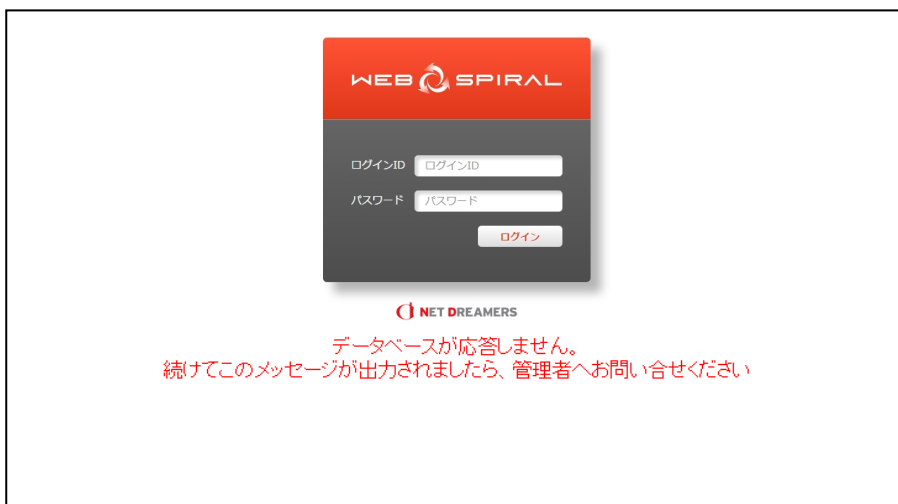 WEB SPIRAL
ログインID ログインID
パスワード パスワード
ログイン
NET DREAMERS
データベースが応答しません。
続けてこのメッセージが出力されましたら、管理者へお問い合せください